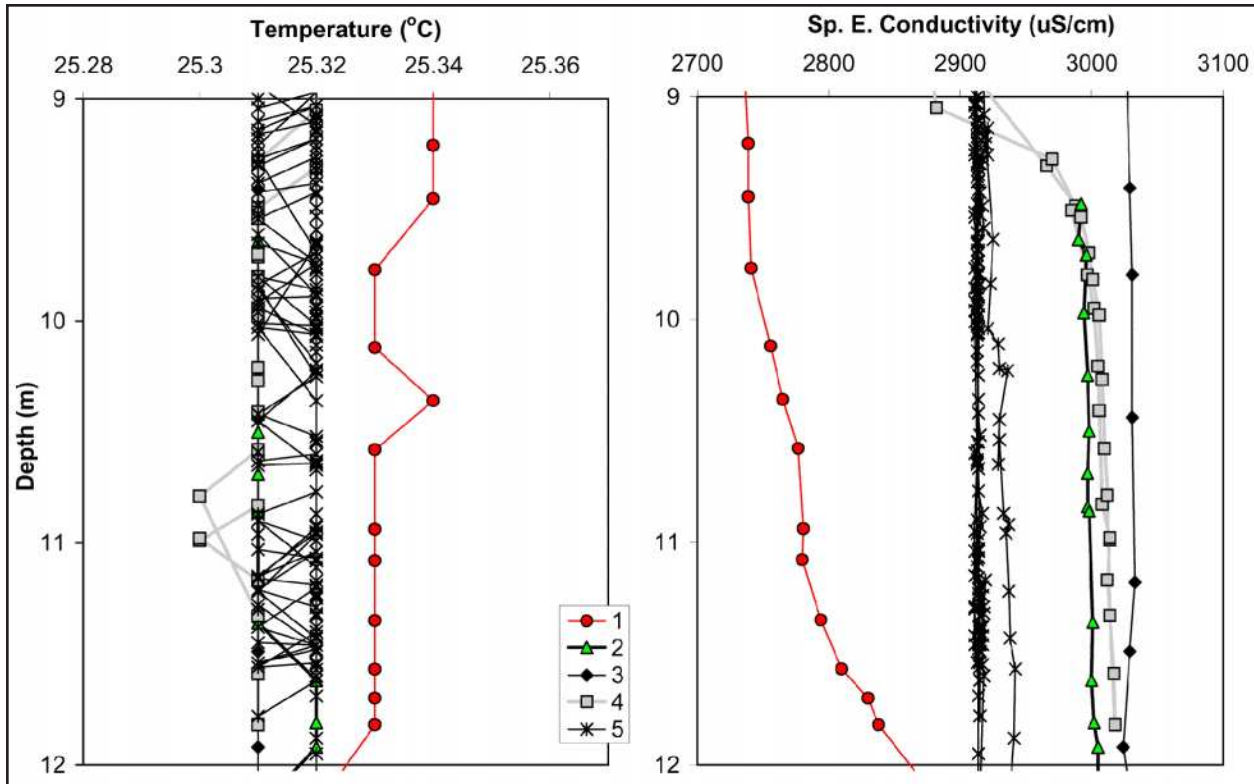 Temperature (°C)
25.28 25.3 25.32 25.34 25.36
Sp. E. Conductivity (uS/cm)
2700 2800 2900 3000 3100
Depth (m)
9
10
11
12
1
2
3
4
5
9
10
11
12